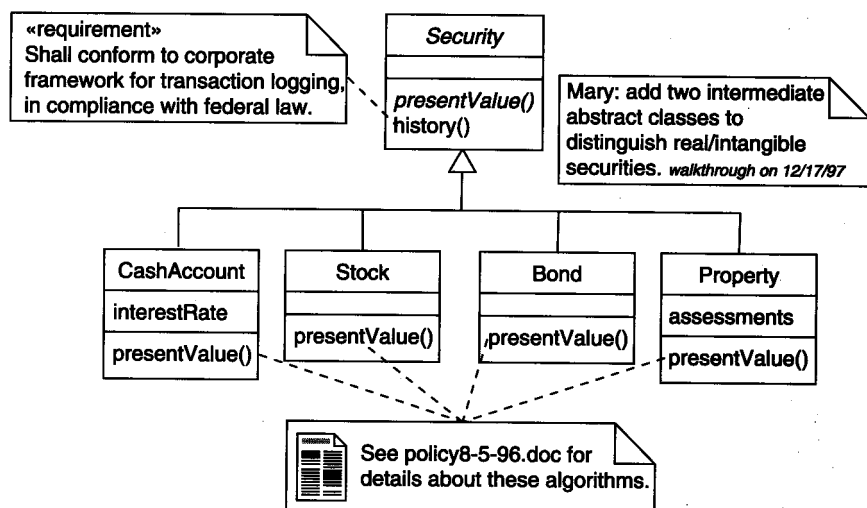 «requirement»
Shall conform to corporate
framework for transaction logging,
in compliance with federal law.
Security
presentValue()
history()
Mary: add two intermediate
abstract classes to
distinguish real/intangible
securities. walkthrough on 12/17/97
CashAccount
interestRate
presentValue()
Stock
presentValue()
Bond
presentValue()
Property
assessments
presentValue()
See policy8-5-96.doc for
details about these algorithms.